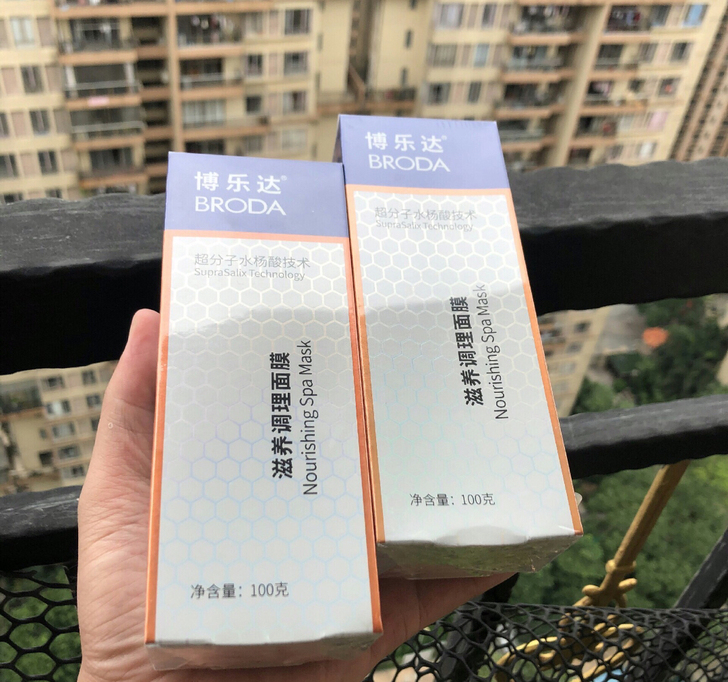 博乐达®
BRODA
超分子水杨酸技术
SupraSalix Technology
滋养调理面膜
Nourishing Spa Mask
净含量：100克
博乐达®
BRODA
超分子水杨酸技术
SupraSalix Technology
滋养调理面膜
Nourishing Spa Mask
净含量：100克